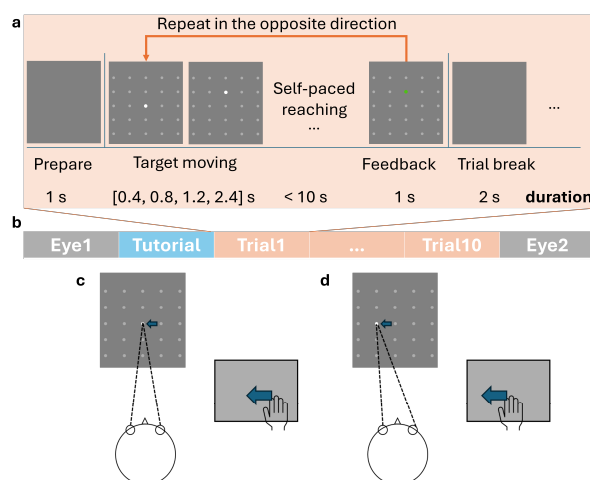 a
Repeat in the opposite direction
Self-paced
reaching
...
...
Prepare Target moving Feedback Trial break
1 s [0.4, 0.8, 1.2, 2.4] s < 10 s 1 s 2 s duration
b
Eye1 Tutorial Trial1 ... Trial10 Eye2
c d